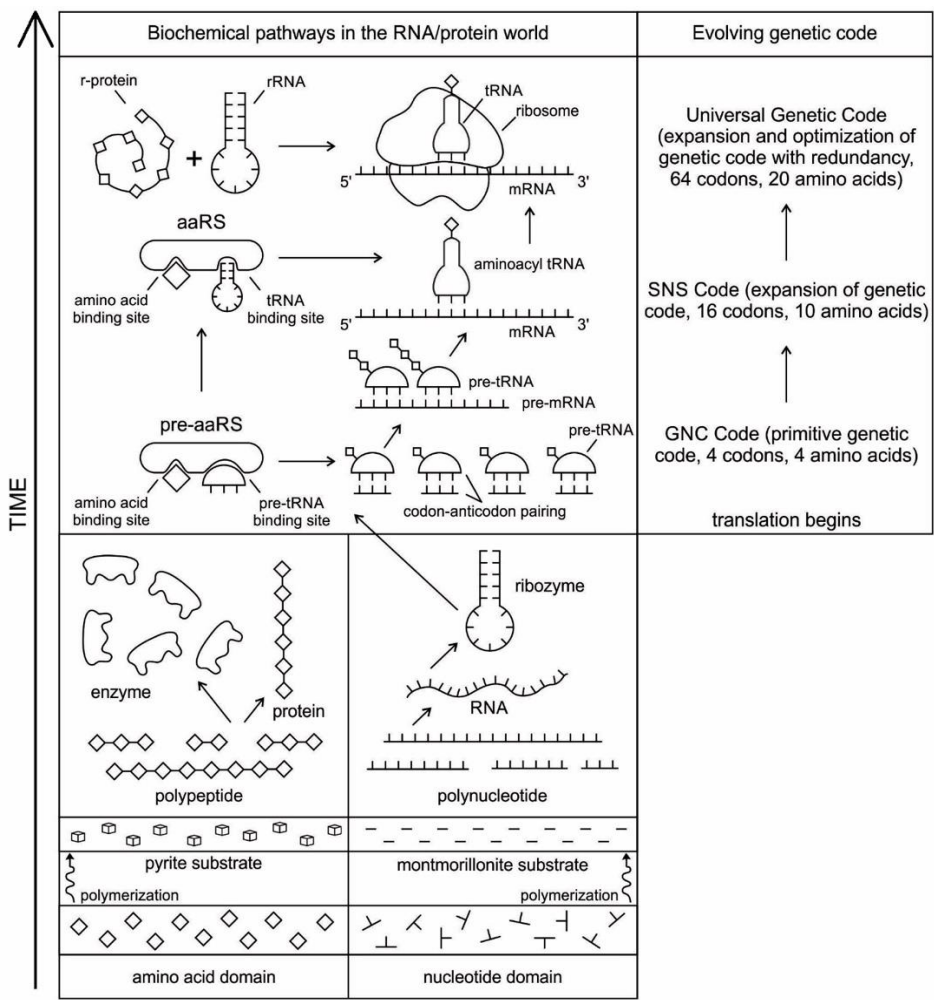 Biochemical pathways in the RNA/protein world
Evolving genetic code
r-protein
rRNA
tRNA
ribosome
+
5'
3'
mRNA
Universal Genetic Code
(expansion and optimization of
genetic code with redundancy,
64 codons, 20 amino acids)
aaRS
amino acid
binding site
tRNA
binding site
aminoacyl tRNA
5'
3'
mRNA
SNS Code (expansion of genetic
code, 16 codons, 10 amino acids)
pre-tRNA
pre-mRNA
pre-aaRS
amino acid
binding site
pre-tRNA
binding site
pre-tRNA
codon-anticodon pairing
GNC Code (primitive genetic
code, 4 codons, 4 amino acids)
translation begins
TIME
enzyme
protein
polypeptide
ribozyme
RNA
polynucleotide
pyrite substrate
montmorillonite substrate
polymerization
polymerization
amino acid domain
nucleotide domain